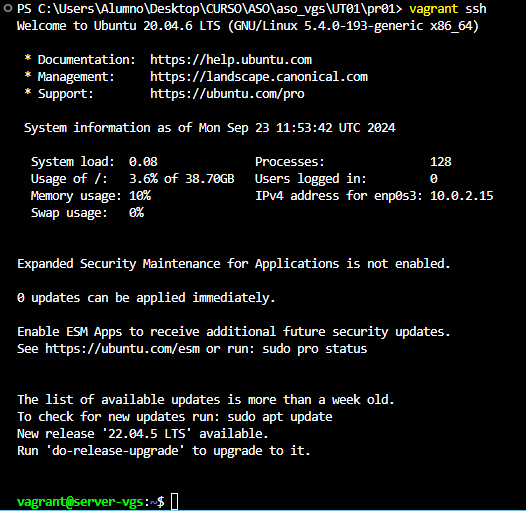 PS C:\Users\Alumno\Desktop\CURSO\ASO\aso_vgs\UT01\pr01> vagrant ssh
Welcome to Ubuntu 20.04.6 LTS (GNU/Linux 5.4.0-193-generic x86_64)
* Documentation:  https://help.ubuntu.com
* Management:     https://landscape.canonical.com
* Support:        https://ubuntu.com/pro
System information as of Mon Sep 23 11:53:42 UTC 2024
System load:  0.08              Processes:               128
Usage of /:   3.6% of 38.70GB   Users logged in:         0
Memory usage: 10%               IPv4 address for enp0s3: 10.0.2.15
Swap usage:   0%
Expanded Security Maintenance for Applications is not enabled.
0 updates can be applied immediately.
Enable ESM Apps to receive additional future security updates.
See https://ubuntu.com/esm or run: sudo pro status
The list of available updates is more than a week old.
To check for new updates run: sudo apt update
New release '22.04.5 LTS' available.
Run 'do-release-upgrade' to upgrade to it.
vagrant@server-vgs:~$